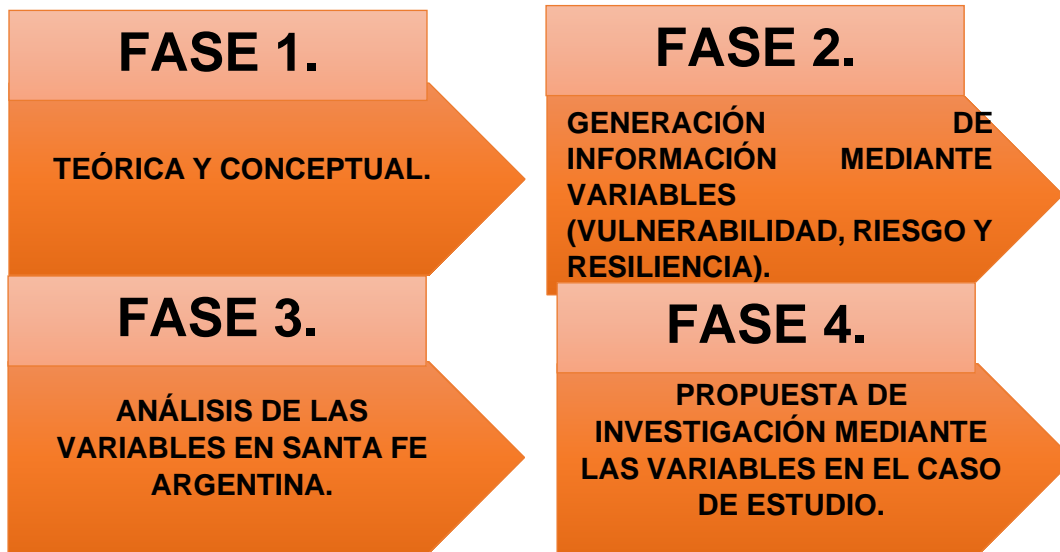 FASE 1.
TEÓRICA Y CONCEPTUAL.
FASE 2.
GENERACIÓN DE
INFORMACIÓN MEDIANTE
VARIABLES
(VULNERABILIDAD, RIESGO Y
RESILIENCIA).
FASE 3.
ANÁLISIS DE LAS
VARIABLES EN SANTA FE
ARGENTINA.
FASE 4.
PROPUESTA DE
INVESTIGACIÓN MEDIANTE
LAS VARIABLES EN EL CASO
DE ESTUDIO.